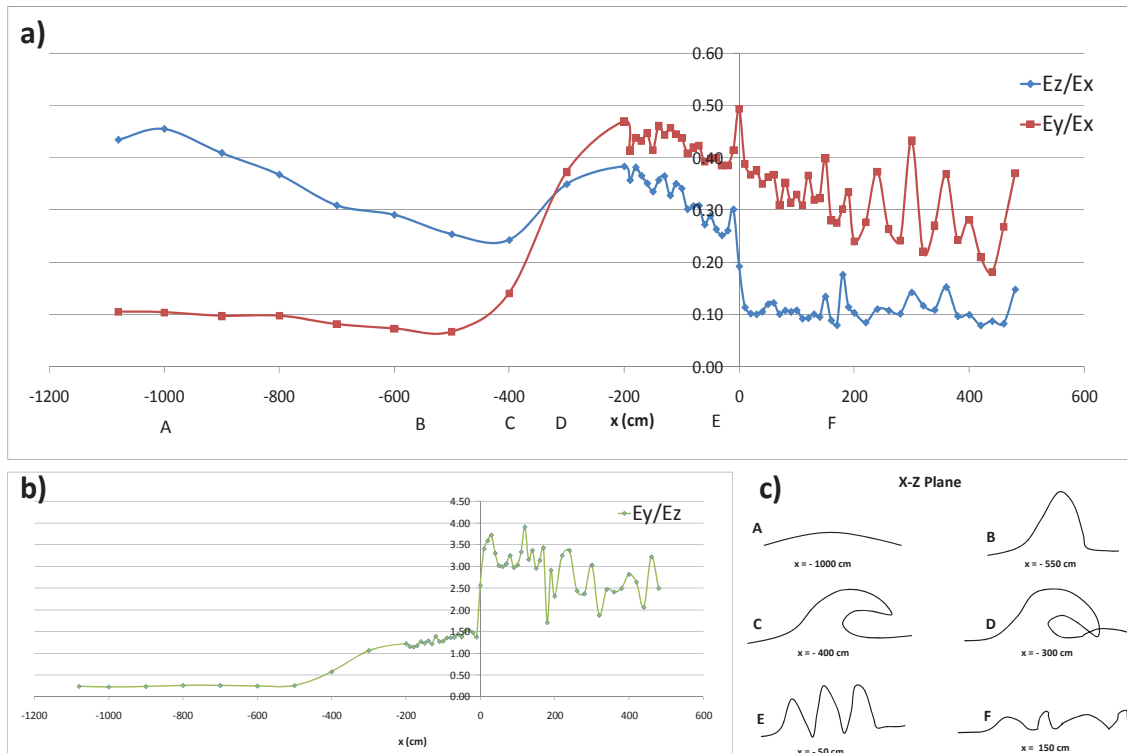 a)
0.60
0.50
0.40
0.30
0.20
0.10
0.00
Ez/Ex
Ey/Ex
-1200 -1000 -800 -600 -400 -200 0 200 400 600
x (cm)
A B C D E F
b)
4.50
4.00
3.50
3.00
2.50
2.00
1.50
1.00
0.50
0.00
Ey/Ez
-1200 -1000 -800 -600 -400 -200 0 200 400 600
x (cm)
c)
X-Z Plane
A
x = - 1000 cm
B
x = - 550 cm
C
x = - 400 cm
D
x = - 300 cm
E
x = - 50 cm
F
x = 150 cm